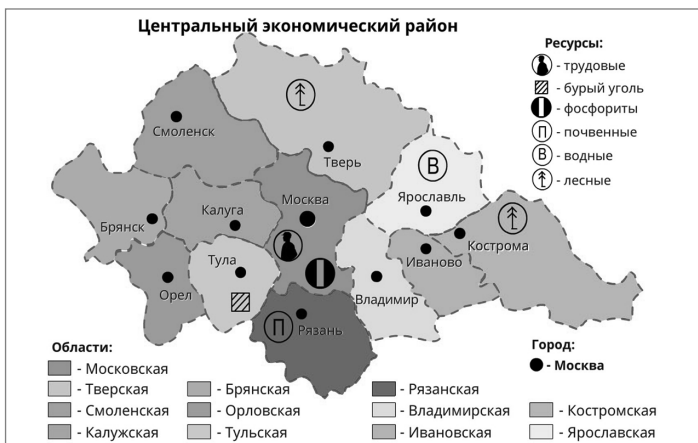 Центральный экономический район
Ресурсы:
- трудовые
- бурый уголь
- фосфориты
П - почвенные
В - водные
- лесные
Смоленск
Тверь
В
Ярославль
Москва
Калуга
Брянск
Кострома
Иваново
Тула
Орел
Владимир
П
Рязань
Области:
- Московская
- Тверская
- Смоленская
- Калужская
- Брянская
- Орловская
- Тульская
- Рязанская
- Владимирская
- Ивановская
Город:
- Москва
- Костромская
- Ярославская